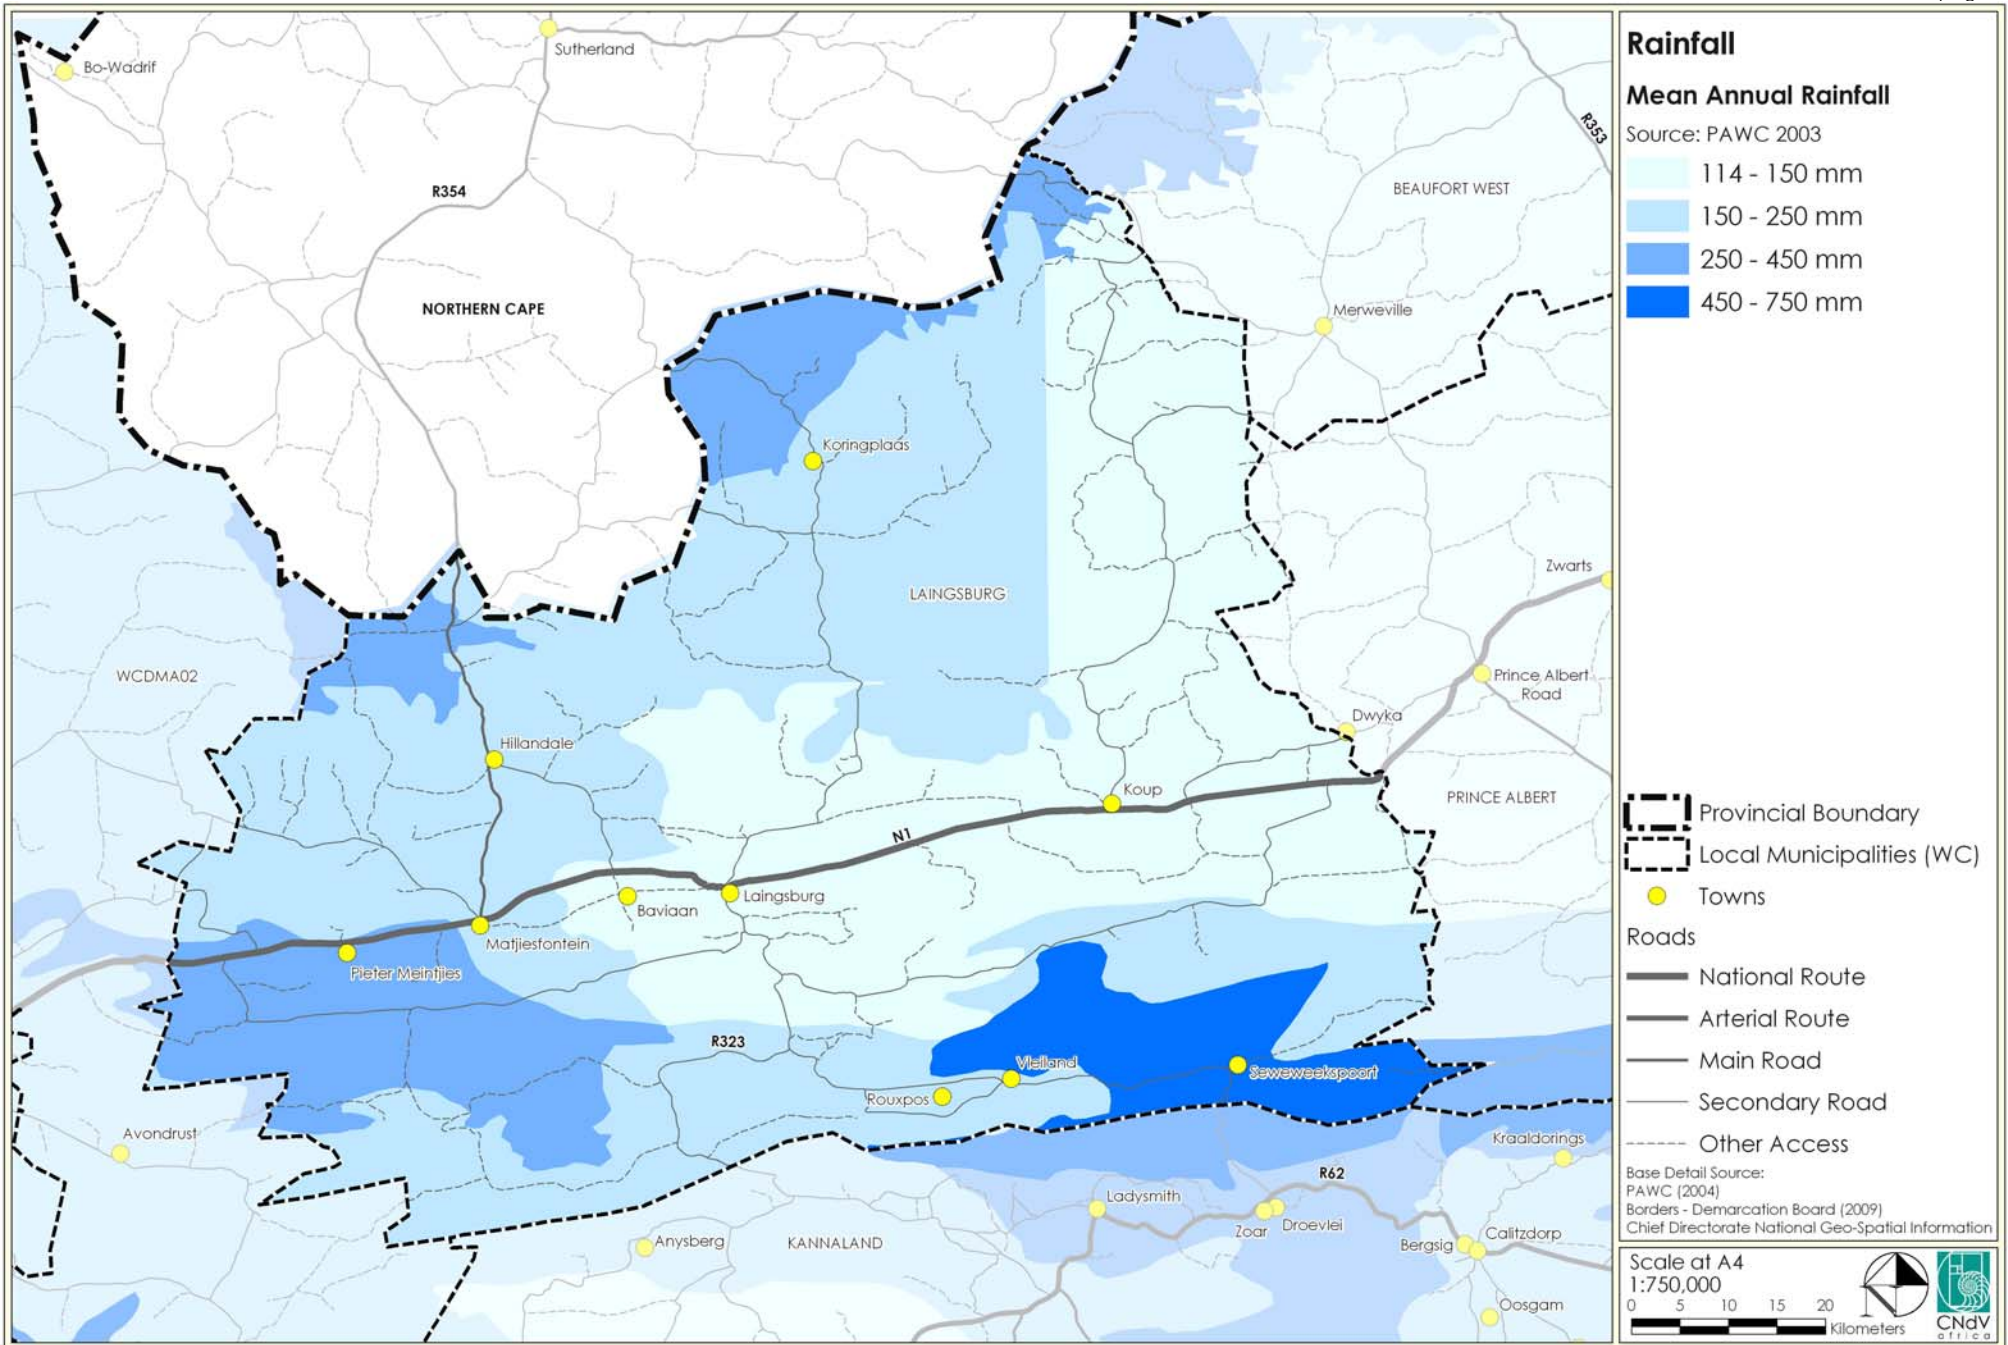 Sutherland
Bo-Wadrif
R353
R354
BEAUFORT WEST
NORTHERN CAPE
Merweville
Koringplaas
Zwarts
LAINGSBURG
WCDMA02
Prince Albert
Road
Dwyka
Hillandale
Koup
PRINCE ALBERT
N1
Laingsburg
Baviaan
Matjiesfontein
Pieter Meintjies
R323
Vleiland
Seweweekspoort
Rouxpos
Avondrust
Kraaldorings
R62
Ladysmith
Zoar
Droevlei
Anysberg
KANNALAND
Bergsig
Calitzdorp
Oosgam
Rainfall
Mean Annual Rainfall
Source: PAWC 2003
114 - 150 mm
150 - 250 mm
250 - 450 mm
450 - 750 mm
Provincial Boundary
Local Municipalities (WC)
Towns
Roads
National Route
Arterial Route
Main Road
Secondary Road
Other Access
Base Detail Source:
PAWC (2004)
Borders - Demarcation Board (2009)
Chief Directorate National Geo-Spatial Information
Scale at A4
1:750,000
0 5 10 15 20
Kilometers
CNdV
africa